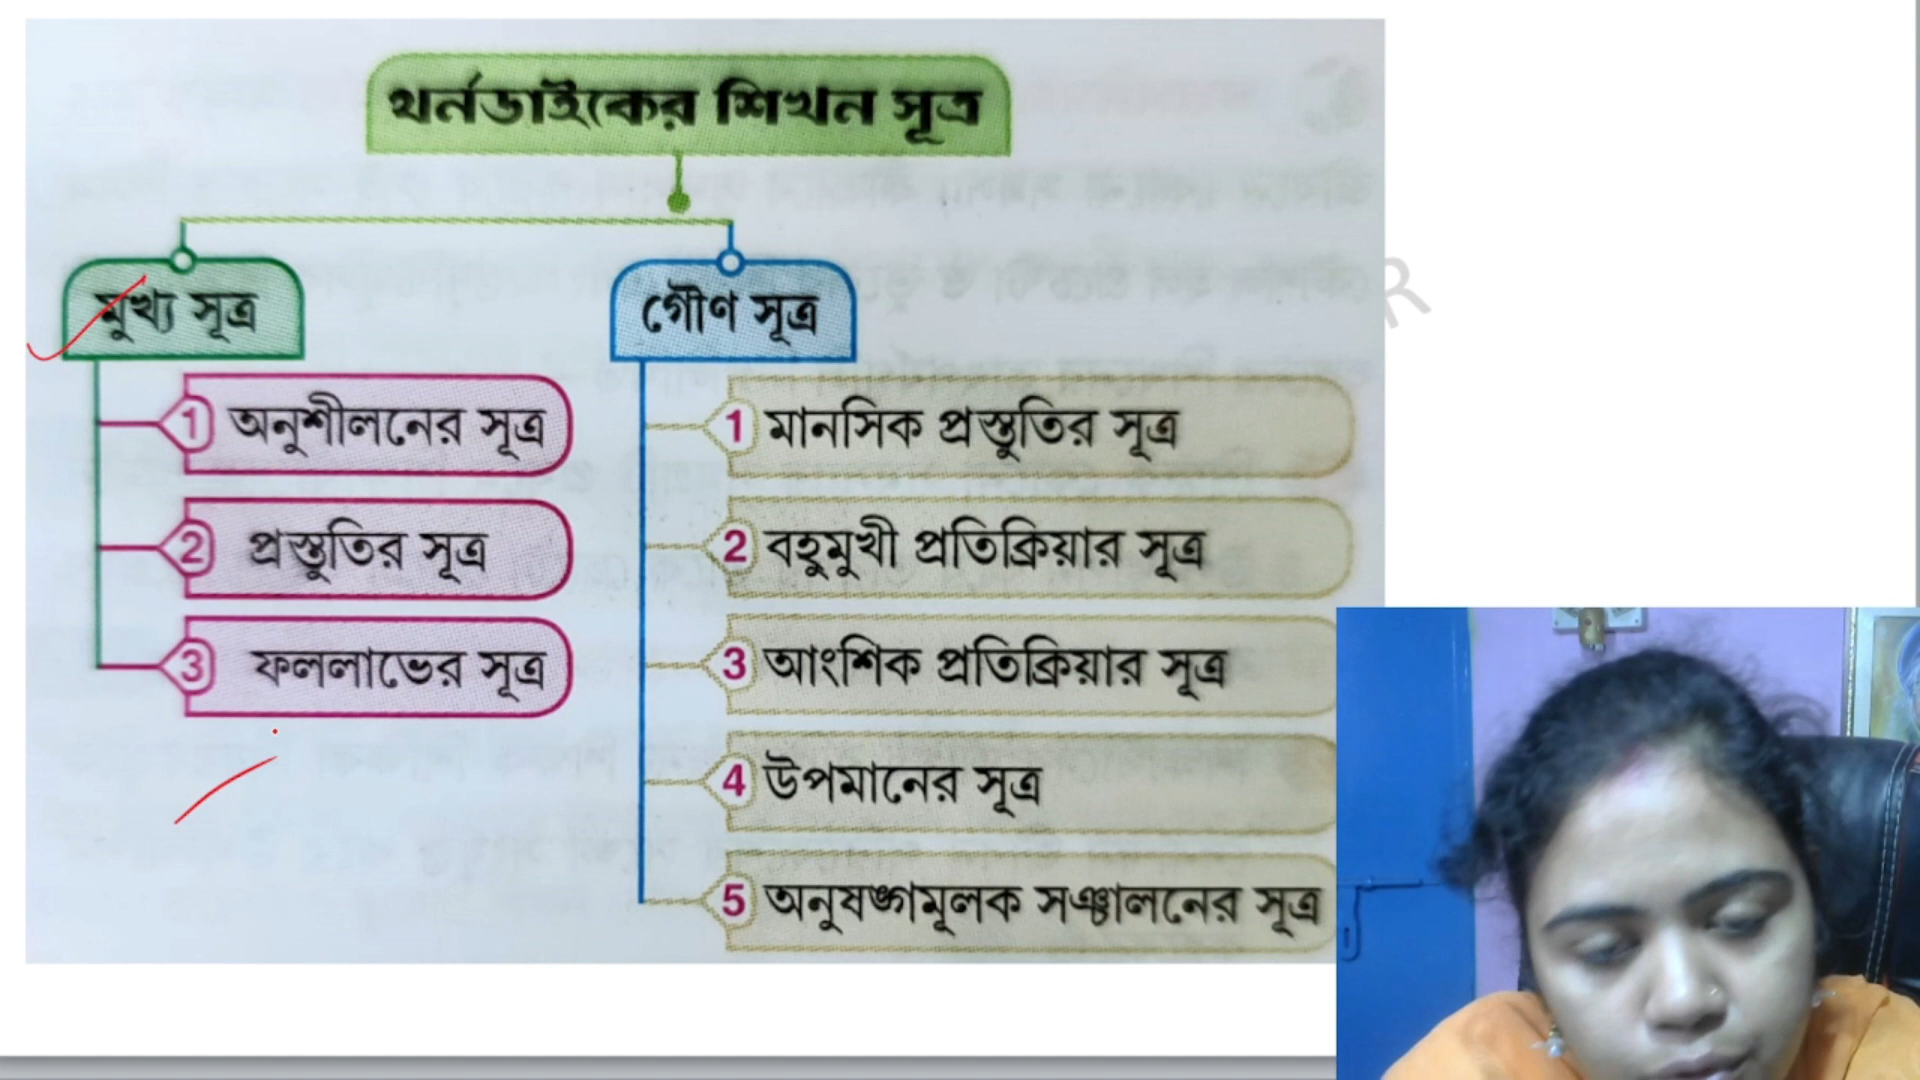 থর্নডাইকের শিখন সূত্র
মুখ্য সূত্র
1 অনুশীলনের সূত্র
2 প্রস্তুতির সূত্র
3 ফললাভের সূত্র
গৌণ সূত্র
1 মানসিক প্রস্তুতির সূত্র
2 বহুমুখী প্রতিক্রিয়ার সূত্র
3 আংশিক প্রতিক্রিয়ার সূত্র
4 উপমানের সূত্র
5 অনুষঙ্গমূলক সঞ্চালনের সূত্র
R